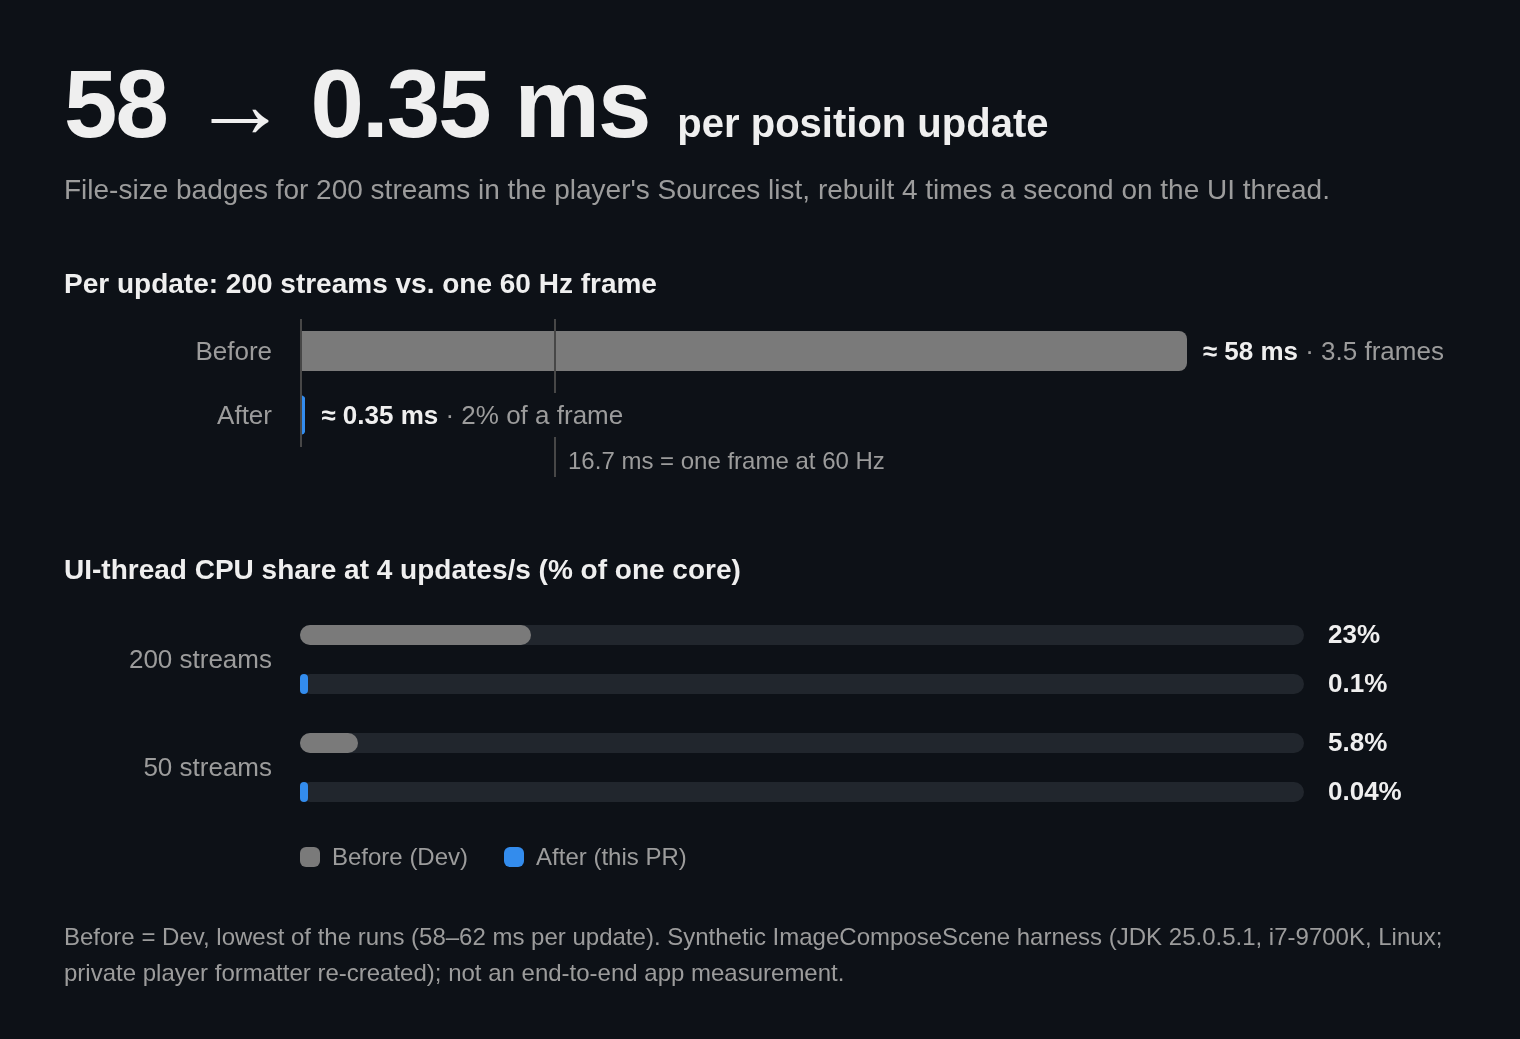 58 → 0.35 ms per position update
File-size badges for 200 streams in the player's Sources list, rebuilt 4 times a second on the UI thread.
Per update: 200 streams vs. one 60 Hz frame
Before ≈ 58 ms · 3.5 frames
After ≈ 0.35 ms · 2% of a frame
16.7 ms = one frame at 60 Hz
UI-thread CPU share at 4 updates/s (% of one core)
23%
200 streams
0.1%
5.8%
50 streams
0.04%
Before (Dev) After (this PR)
Before = Dev, lowest of the runs (58–62 ms per update). Synthetic ImageComposeScene harness (JDK 25.0.5.1, i7-9700K, Linux;
private player formatter re-created); not an end-to-end app measurement.